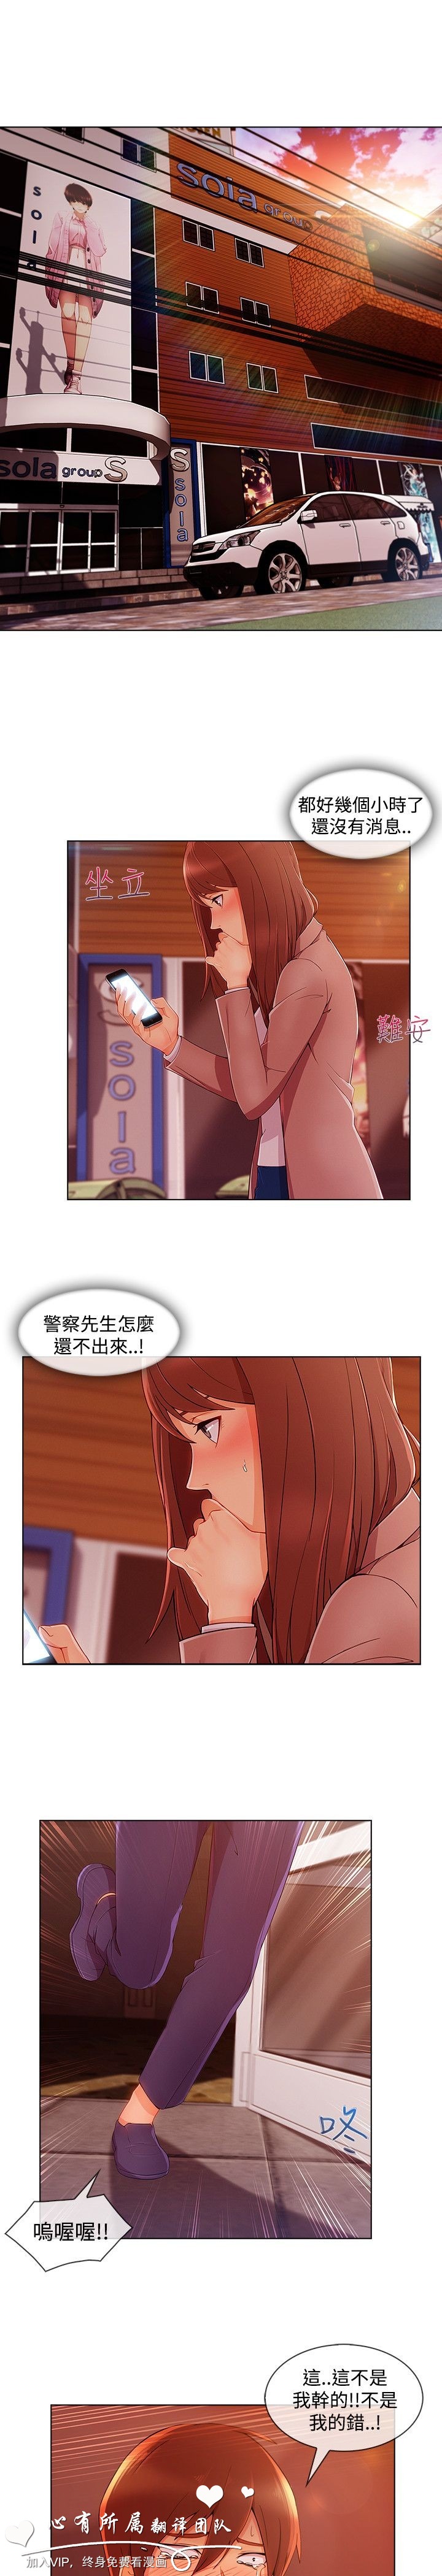 sola
sola group
sola group S
S sola
都好幾個小時了
還沒有消息..
坐立
難安
S sola
警察先生怎麼
還不出來..!
咚
嗚喔喔!!
這..這不是
我幹的!!不是
我的錯..!
心有所属翻译团队
加入VIP，终身免费看漫画